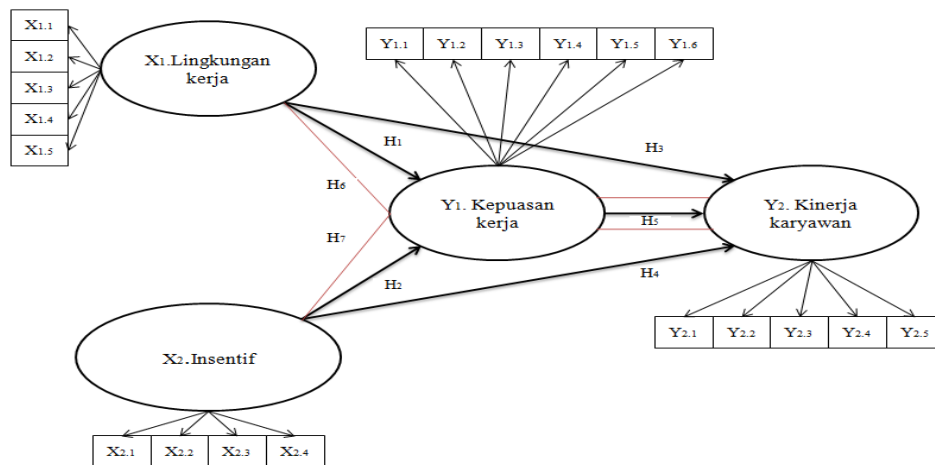 X1.1
X1.2
X1.3
X1.4
X1.5
X1.Lingkungan
kerja
Y1.1 Y1.2 Y1.3 Y1.4 Y1.5 Y1.6
H1
H3
H6
Y1. Kepuasan
kerja
H5
Y2. Kinerja
karyawan
H7
H2
H4
X2.Insentif
Y2.1 Y2.2 Y2.3 Y2.4 Y2.5
X2.1 X2.2 X2.3 X2.4